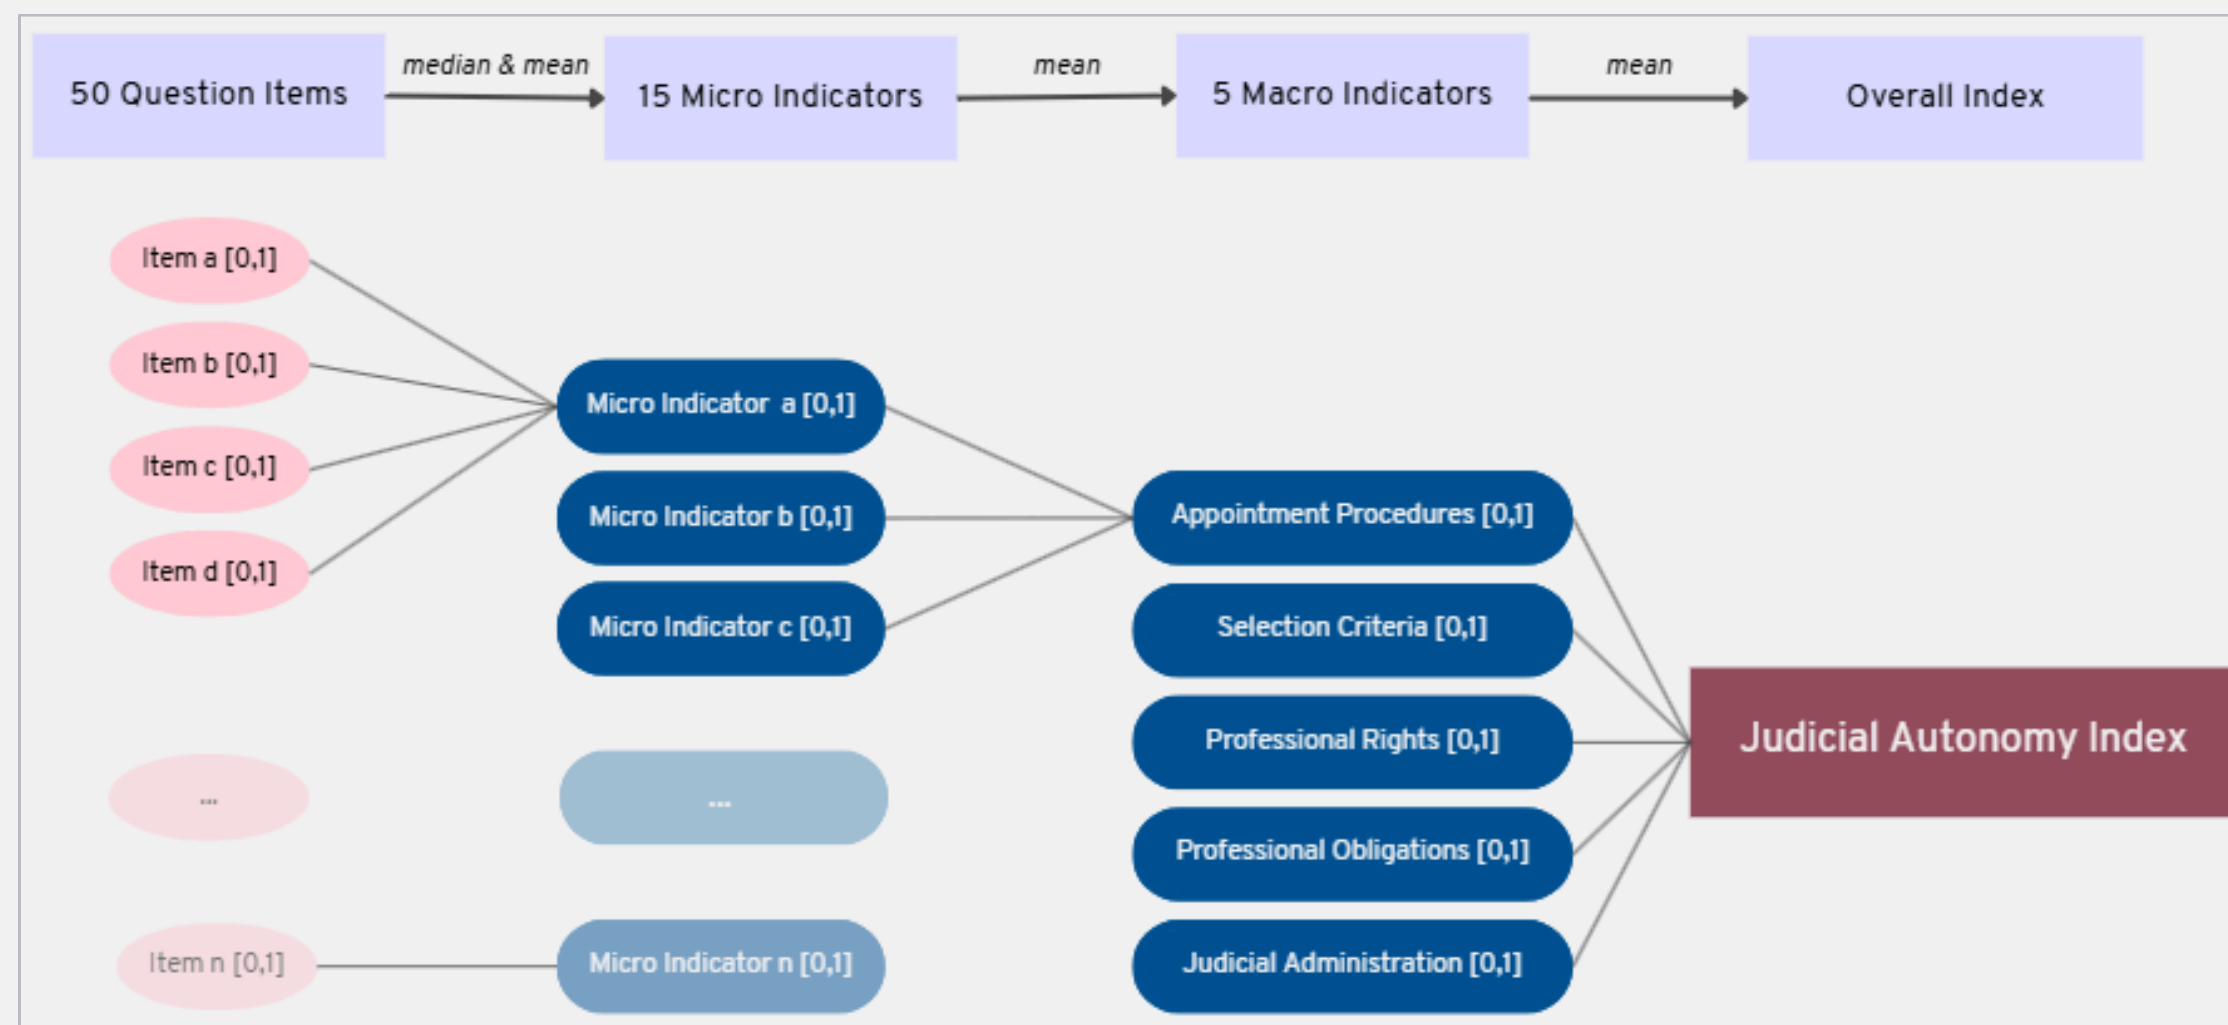 50 Question Items
median & mean
15 Micro Indicators
mean
5 Macro Indicators
mean
Overall Index
Item a [0,1]
Item b [0,1]
Item c [0,1]
Item d [0,1]
...
Item n [0,1]
Micro Indicator a [0,1]
Micro Indicator b [0,1]
Micro Indicator c [0,1]
...
Micro Indicator n [0,1]
Appointment Procedures [0,1]
Selection Criteria [0,1]
Professional Rights [0,1]
Professional Obligations [0,1]
Judicial Administration [0,1]
Judicial Autonomy Index